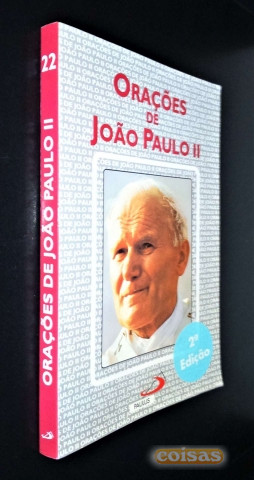 22
ORAÇÕES DE JOÃO PAULO II
ORAÇÕES
DE
JOÃO PAULO II
2ª
Edição
PAULUS
coisas